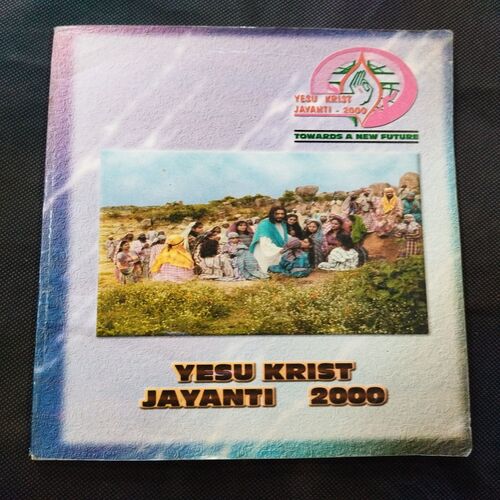 YESU KRIST
JAYANTI - 2000
TOWARDS A NEW FUTURE
YESU KRIST
JAYANTI 2000